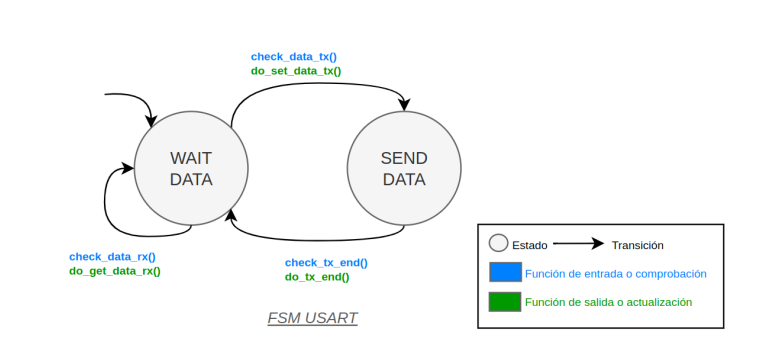 check_data_tx()
do_set_data_tx()
WAIT
DATA
SEND
DATA
check_data_rx()
do_get_data_rx()
check_tx_end()
do_tx_end()
FSM USART
Estado
Transición
Función de entrada o comprobación
Función de salida o actualización